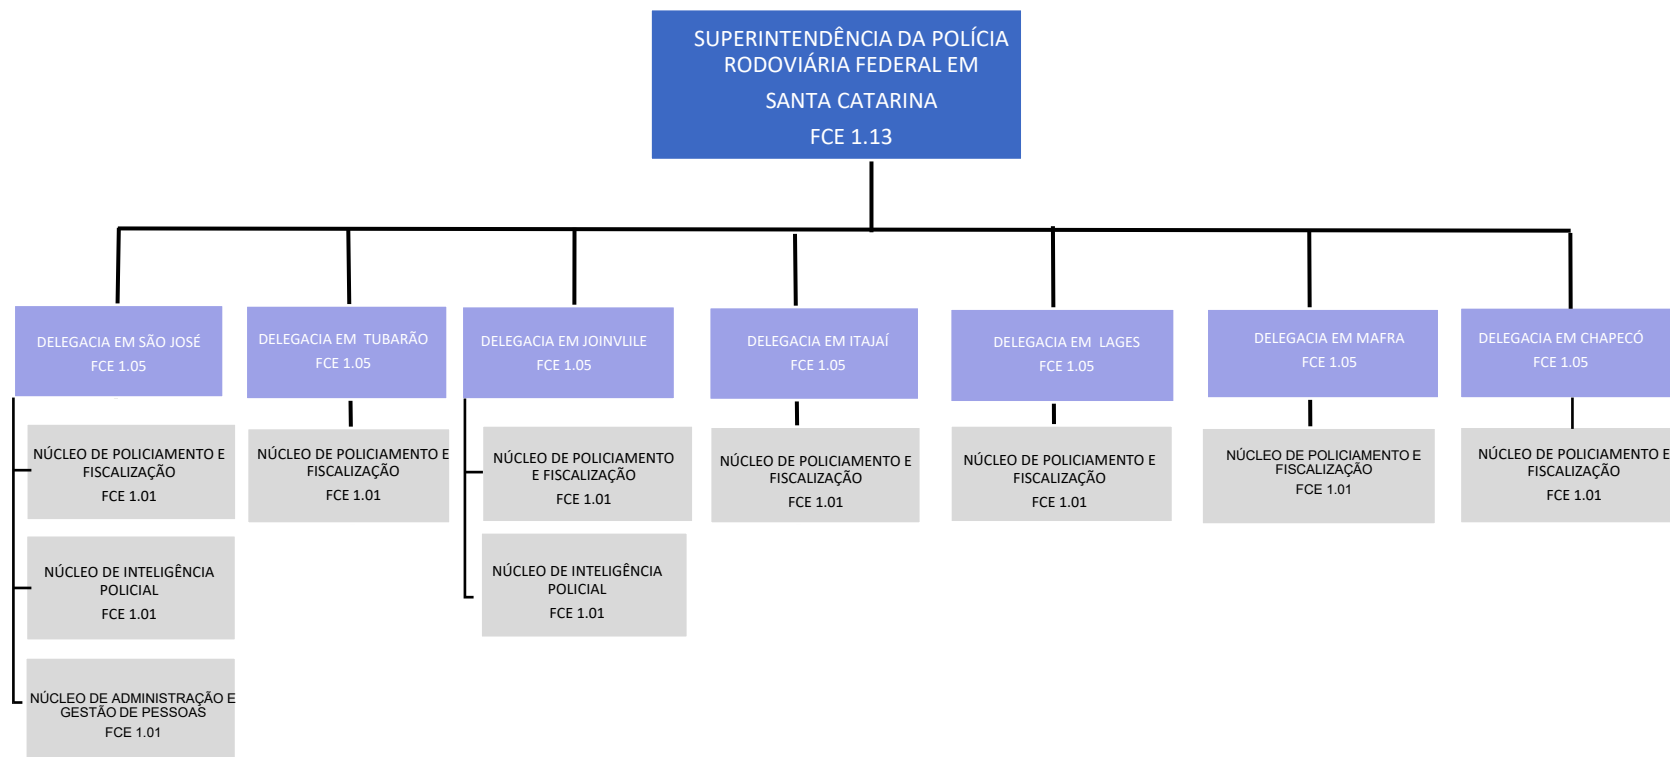 SUPERINTENDÊNCIA DA POLÍCIA
RODOVIÁRIA FEDERAL EM
SANTA CATARINA
FCE 1.13
DELEGACIA EM SÃO JOSÉ
FCE 1.05
DELEGACIA EM TUBARÃO
FCE 1.05
DELEGACIA EM JOINVLILE
FCE 1.05
DELEGACIA EM ITAJAÍ
FCE 1.05
DELEGACIA EM LAGES
FCE 1.05
DELEGACIA EM MAFRA
FCE 1.05
DELEGACIA EM CHAPECÓ
FCE 1.05
NÚCLEO DE POLICIAMENTO E
FISCALIZAÇÃO
FCE 1.01
NÚCLEO DE POLICIAMENTO E
FISCALIZAÇÃO
FCE 1.01
NÚCLEO DE POLICIAMENTO
E FISCALIZAÇÃO
FCE 1.01
NÚCLEO DE POLICIAMENTO E
FISCALIZAÇÃO
FCE 1.01
NÚCLEO DE POLICIAMENTO E
FISCALIZAÇÃO
FCE 1.01
NÚCLEO DE POLICIAMENTO E
FISCALIZAÇÃO
FCE 1.01
NÚCLEO DE POLICIAMENTO E
FISCALIZAÇÃO
FCE 1.01
NÚCLEO DE INTELIGÊNCIA
POLICIAL
FCE 1.01
NÚCLEO DE INTELIGÊNCIA
POLICIAL
FCE 1.01
NÚCLEO DE ADMINISTRAÇÃO E
GESTÃO DE PESSOAS
FCE 1.01